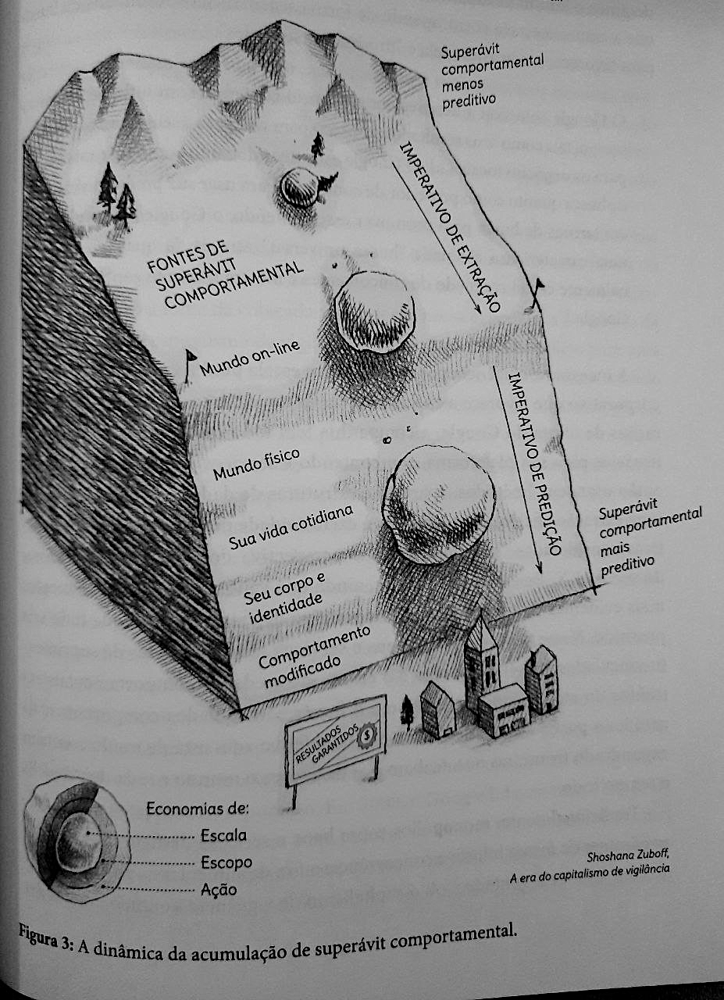 Superávit
comportamental
menos
preditivo
IMPERATIVO DE EXTRAÇÃO
FONTES DE
SUPERÁVIT
COMPORTAMENTAL
Mundo on-line
IMPERATIVO DE PREDIÇÃO
Mundo físico
Sua vida cotidiana
Superávit
comportamental
mais
preditivo
Seu corpo e
identidade
Comportamento
modificado
RESULTADOS
GARANTIDOS
$
Economias de:
Escala
Escopo
Ação
Shoshana Zuboff,
A era do capitalismo de vigilância
Figura 3: A dinâmica da acumulação de superávit comportamental.